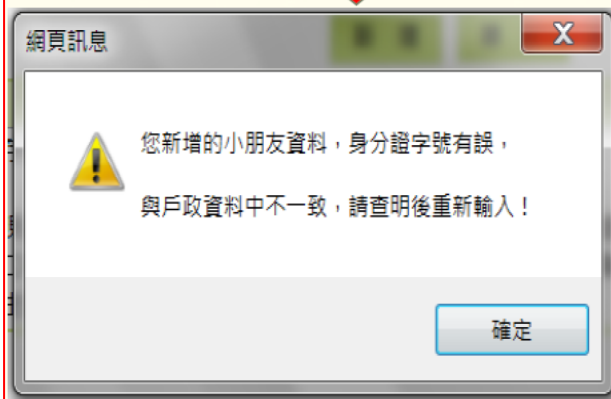 網頁訊息
您新增的小朋友資料，身分證字號有誤，
與戶政資料中不一致，請查明後重新輸入！
確定